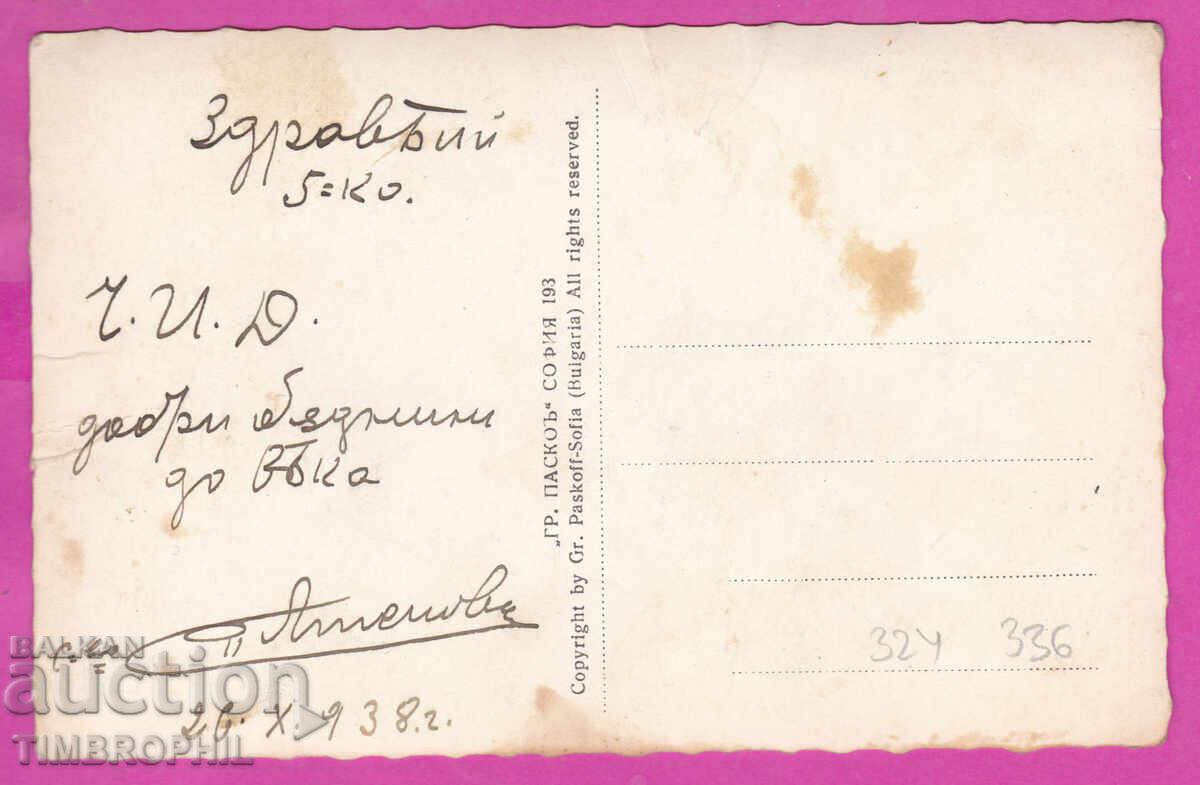 Здравѣй
5=ко.
Ч. И. Д.
добри бъднини
до вѣка
26. X. 938 г.
„ГР. ПАСКОВЪ“ СОФИЯ 193
Copyright by Gr. Paskoff-Sofia (Bulgaria) All rights reserved.
324 336
BALKAN
auction
TIMBROPHIL